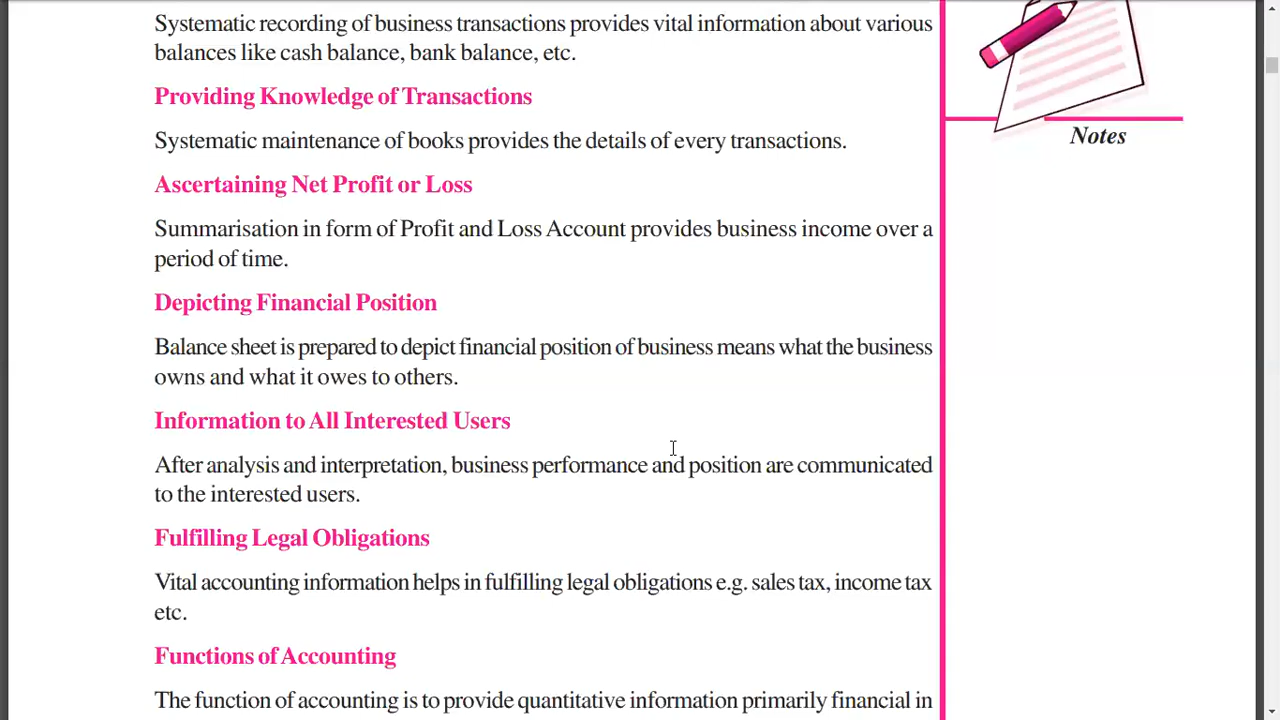 Systematic recording of business transactions provides vital information about various
balances like cash balance, bank balance, etc.
Providing Knowledge of Transactions
Systematic maintenance of books provides the details of every transactions.
Ascertaining Net Profit or Loss
Summarisation in form of Profit and Loss Account provides business income over a
period of time.
Depicting Financial Position
Balance sheet is prepared to depict financial position of business means what the business
owns and what it owes to others.
Information to All Interested Users
After analysis and interpretation, business performance and position are communicated
to the interested users.
Fulfilling Legal Obligations
Vital accounting information helps in fulfilling legal obligations e.g. sales tax, income tax
etc.
Functions of Accounting
The function of accounting is to provide quantitative information primarily financial in
Notes